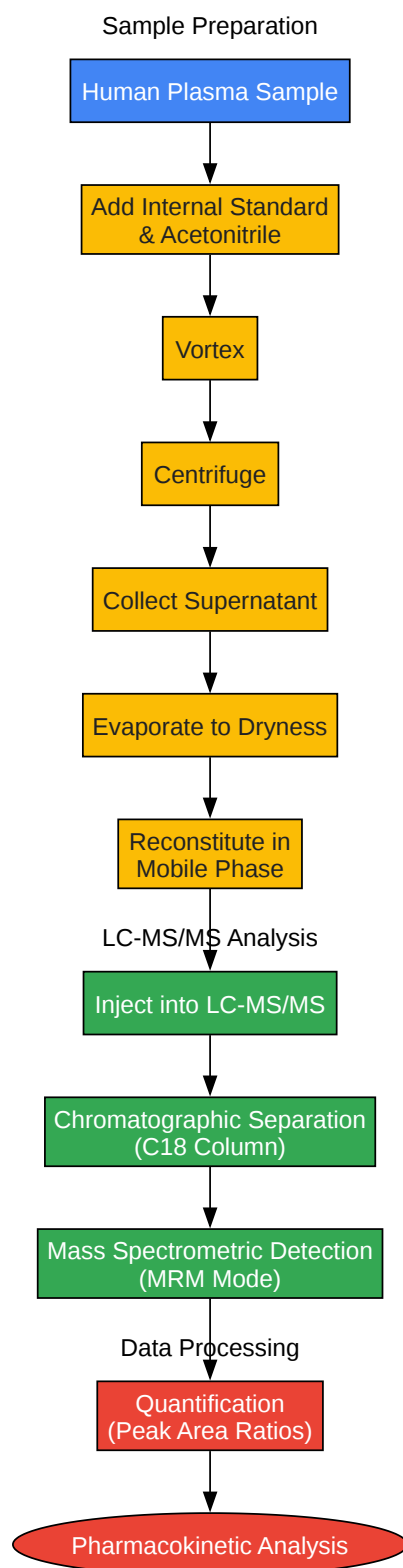 Sample Preparation
Human Plasma Sample
Add Internal Standard
& Acetonitrile
Vortex
Centrifuge
Collect Supernatant
Evaporate to Dryness
Reconstitute in
Mobile Phase
LC-MS/MS Analysis
Inject into LC-MS/MS
Chromatographic Separation
(C18 Column)
Mass Spectrometric Detection
(MRM Mode)
Data Processing
Quantification
(Peak Area Ratios)
Pharmacokinetic Analysis